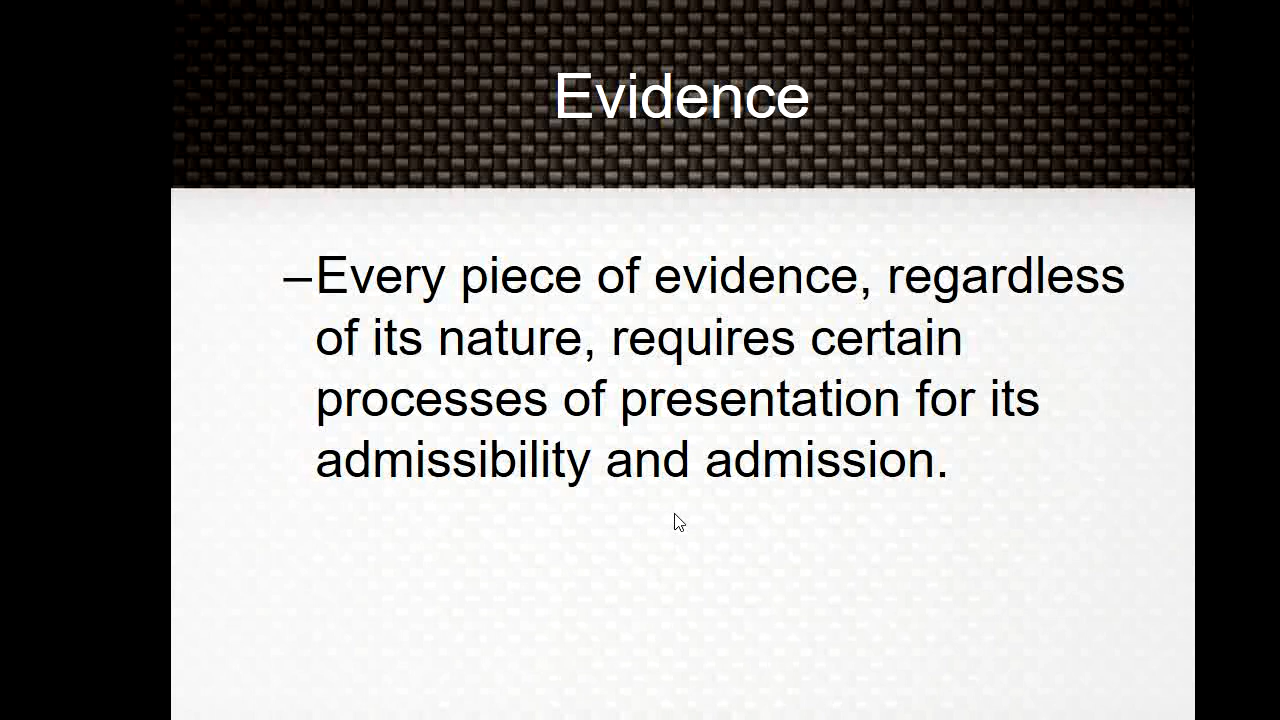 Evidence
–Every piece of evidence, regardless
of its nature, requires certain
processes of presentation for its
admissibility and admission.